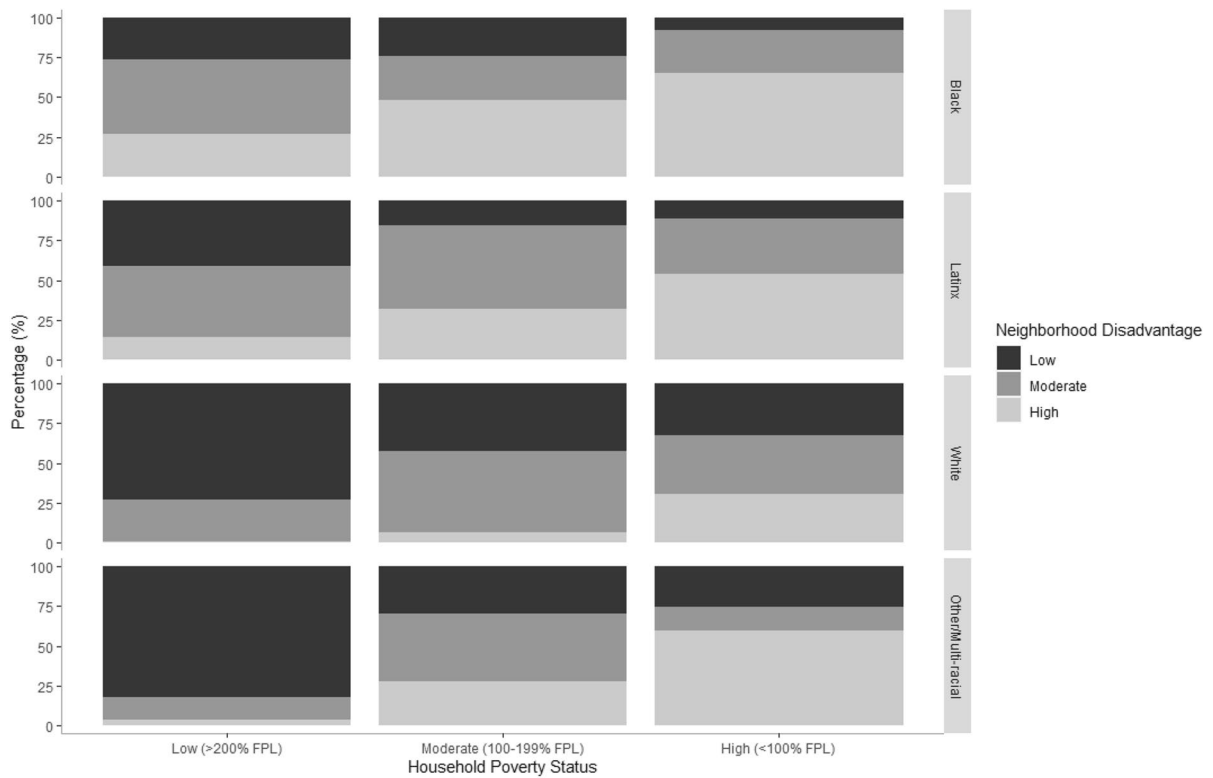 100
75
50
25
0
Black
100
75
50
25
0
Latinx
100
75
50
25
0
White
100
75
50
25
0
Other/Multi-racial
Percentage (%)
Low (>200% FPL)
Moderate (100-199% FPL)
High (<100% FPL)
Household Poverty Status
Neighborhood Disadvantage
Low
Moderate
High